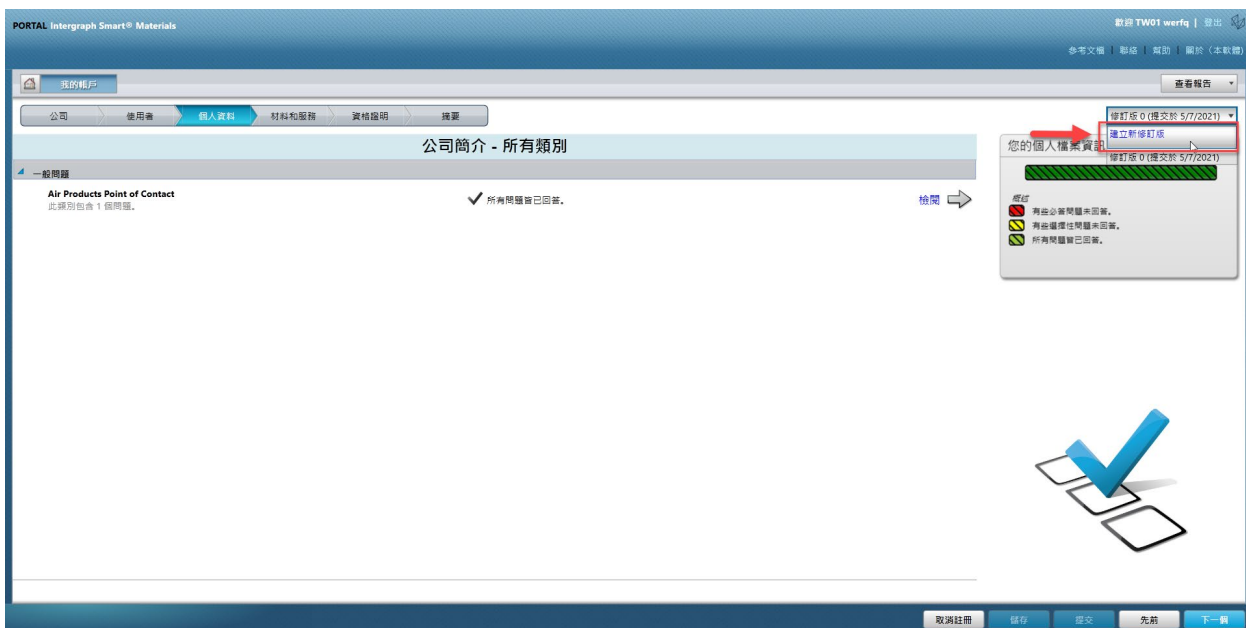 PORTAL Intergraph Smart® Materials
歡迎 TW01 werfq | 登出
參考文欄 | 聯絡 | 幫助 | 關於（本軟體）
我的帳戶
查看報告
公司 使用者 個人資料 材料和服務 資格證明 摘要
修訂版 0 (提交於 5/7/2021)
建立新修訂版
修訂版 0 (提交於 5/7/2021)
公司簡介 - 所有類別
您的個人檔案資訊
一般問題
Air Products Point of Contact
此類別包含 1 個問題。
所有問題皆已回答。
檢閱
概括
有些必答問題未回答。
有些選擇性問題未回答。
所有問題皆已回答。
取消註冊 儲存 提交 先前 下一個